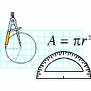 A = πr²